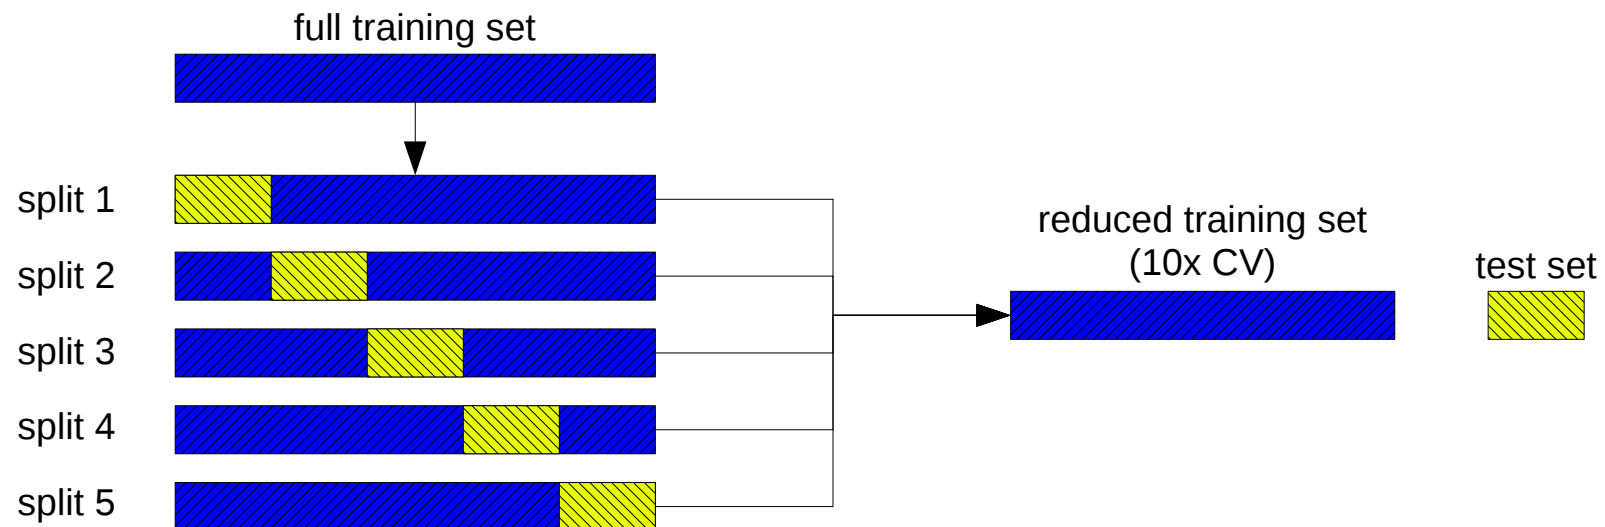 full training set
split 1
split 2
split 3
split 4
split 5
reduced training set
(10x CV)
test set